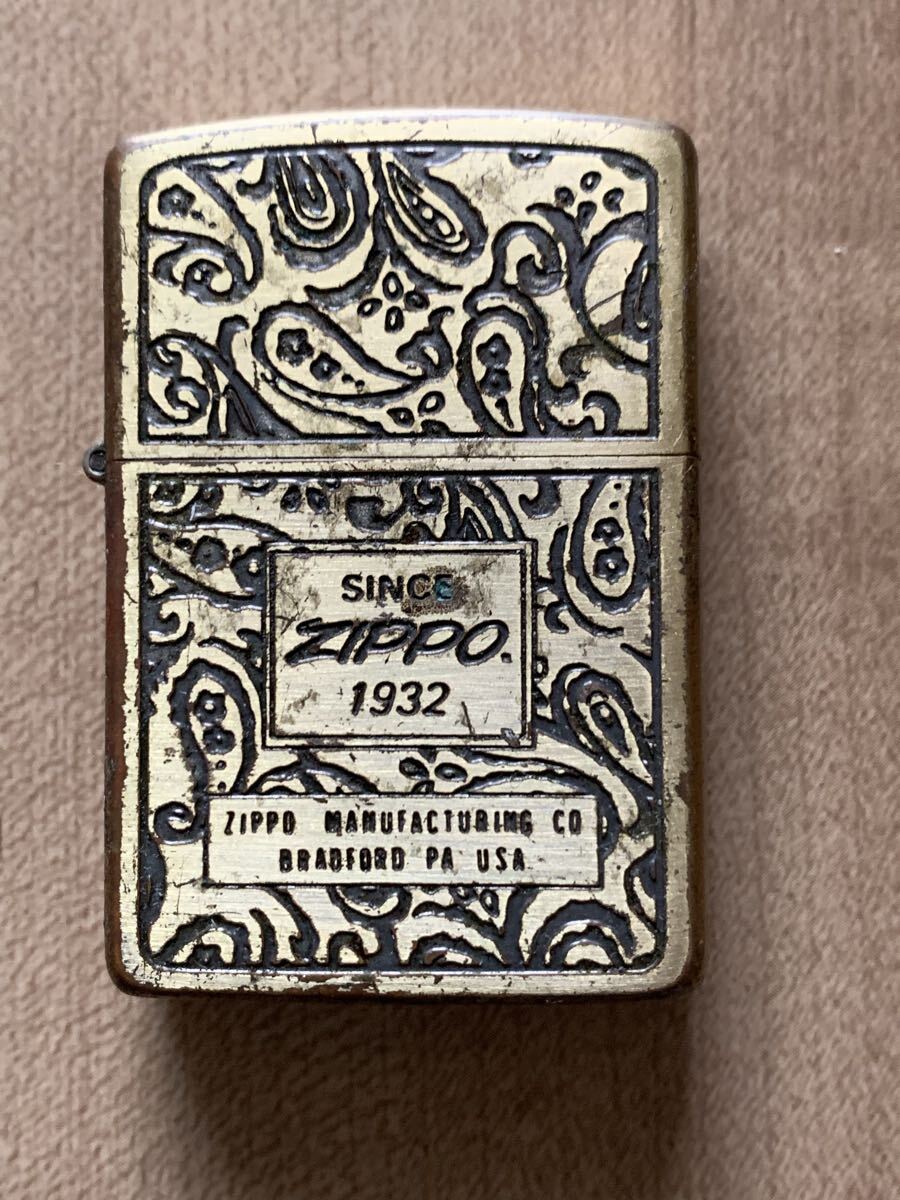 SINCE
ZIPPO
1932
ZIPPO MANUFACTURING CO
BRADFORD PA USA